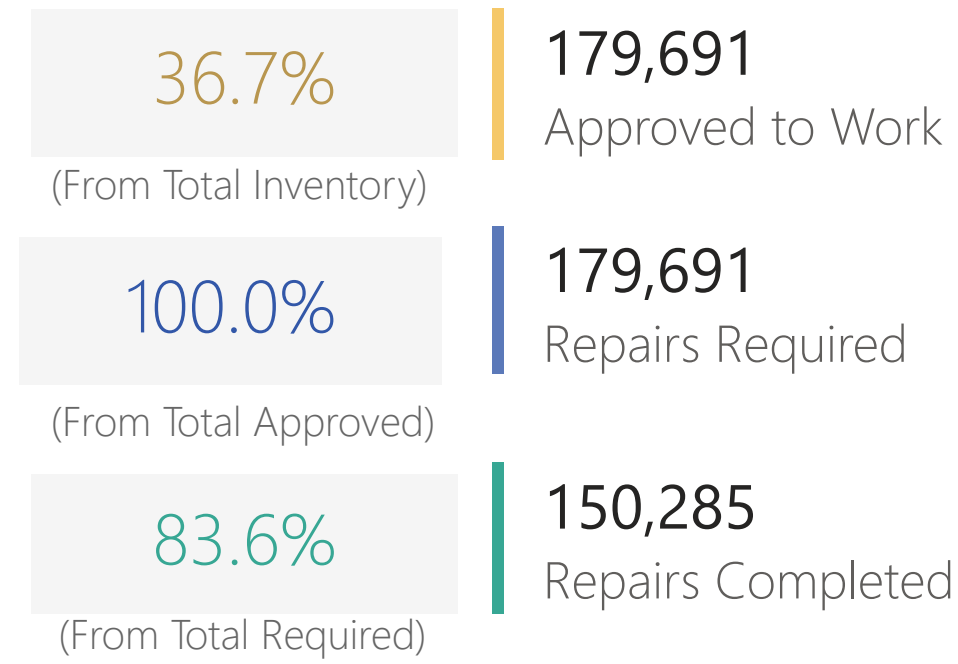 36.7%
(From Total Inventory)
179,691
Approved to Work
100.0%
(From Total Approved)
179,691
Repairs Required
83.6%
(From Total Required)
150,285
Repairs Completed